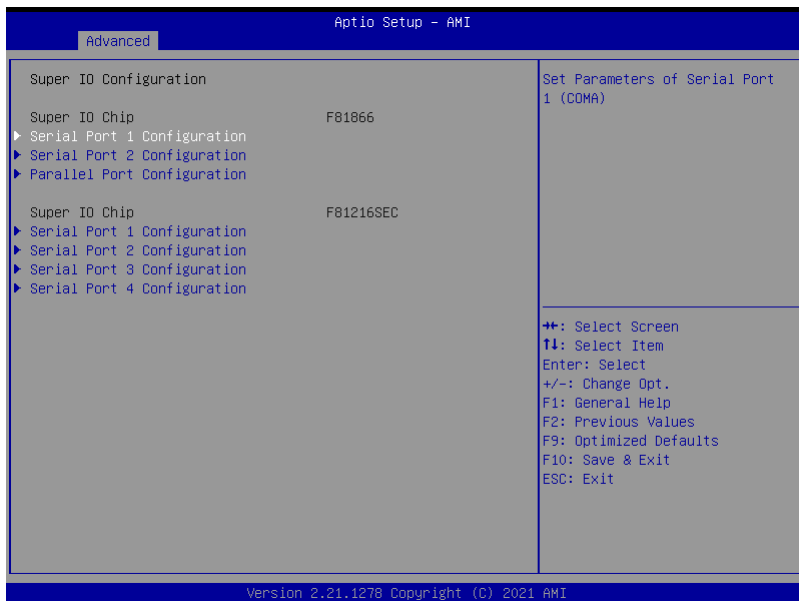 Aptio Setup - AMI
Advanced
Super IO Configuration
Super IO Chip F81866
Serial Port 1 Configuration
Serial Port 2 Configuration
Parallel Port Configuration
Super IO Chip F81216SEC
Serial Port 1 Configuration
Serial Port 2 Configuration
Serial Port 3 Configuration
Serial Port 4 Configuration
Set Parameters of Serial Port
1 (COMA)
→←: Select Screen
↑↓: Select Item
Enter: Select
+/-: Change Opt.
F1: General Help
F2: Previous Values
F9: Optimized Defaults
F10: Save & Exit
ESC: Exit
Version 2.21.1278 Copyright (C) 2021 AMI